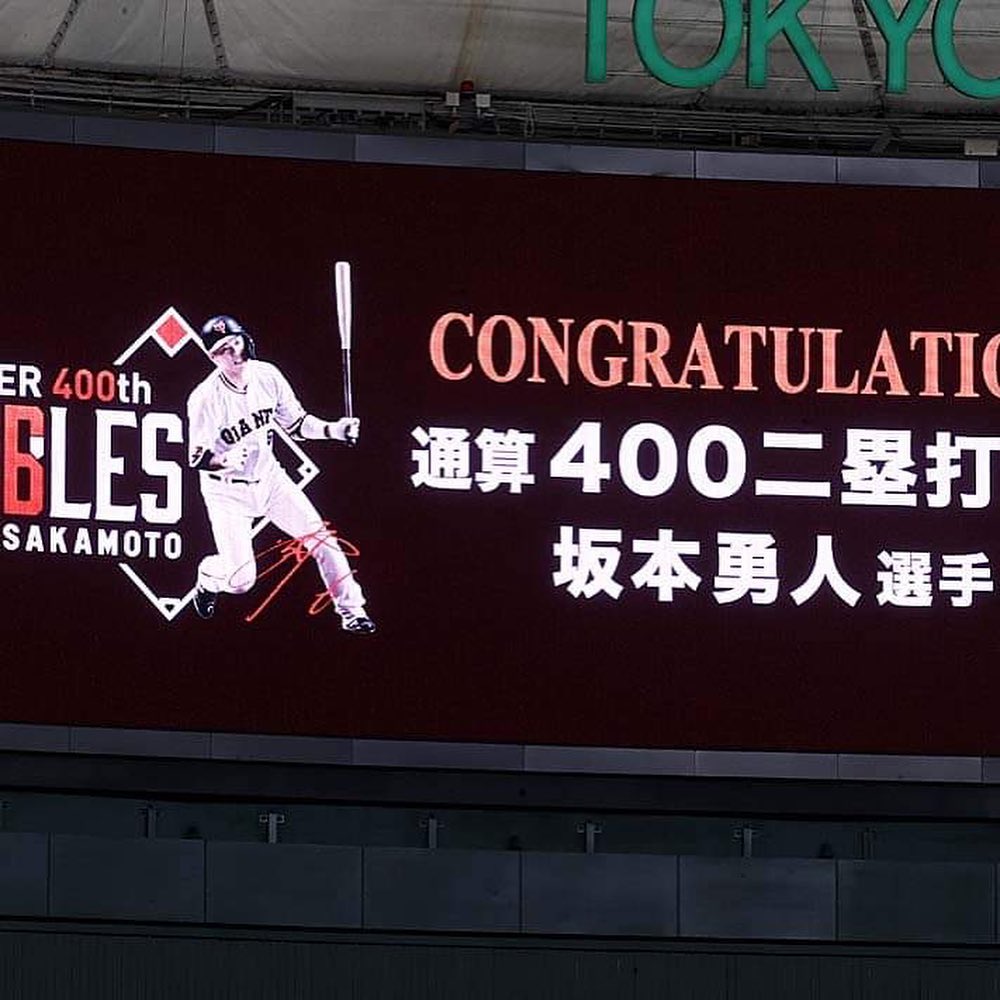 TOKYO
ER 400th
BLES
SAKAMOTO
GIANTS
CONGRATULATIO
通算400二塁打
坂本勇人選手